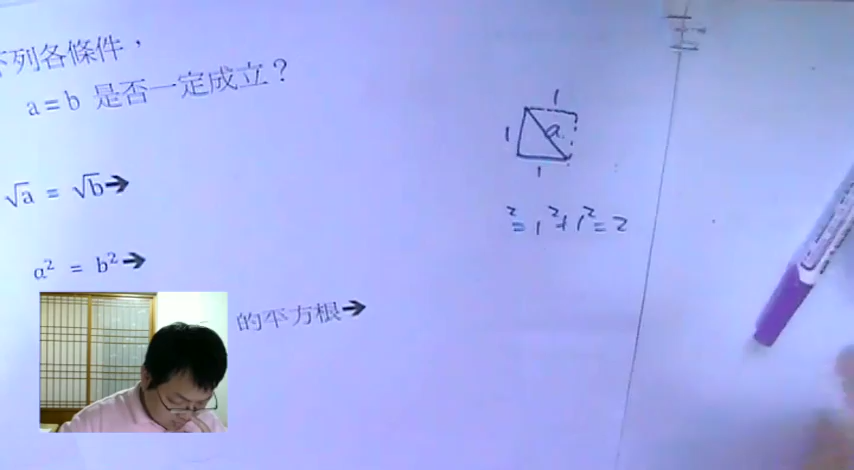 下列各條件，
a=b 是否一定成立？
√a = √b➔
a² = b²➔
的平方根➔
1
1
a
1
²=1²+1²=2